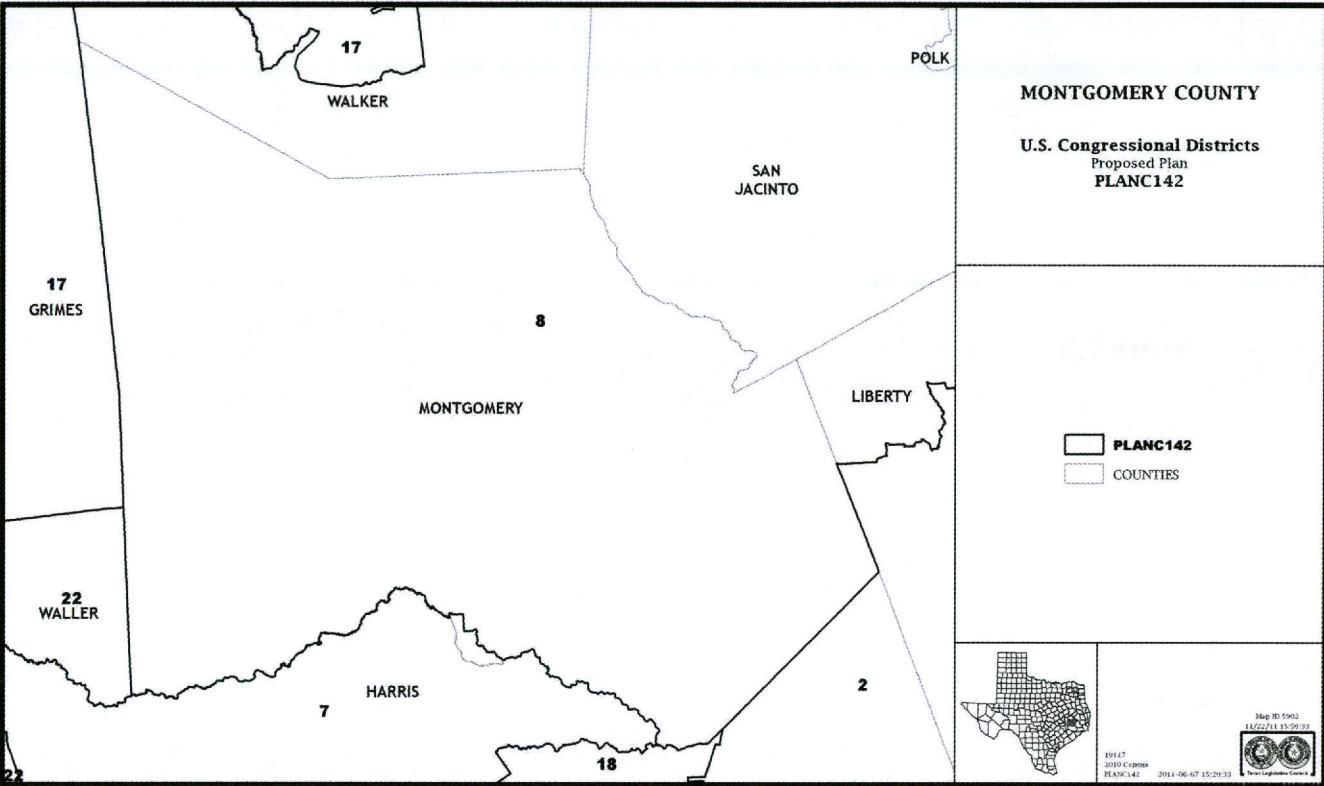 17
WALKER
POLK
SAN
JACINTO
17
GRIMES
8
MONTGOMERY
LIBERTY
22
WALLER
HARRIS
7
2
18
22
MONTGOMERY COUNTY
U.S. Congressional Districts
Proposed Plan
PLANC142
PLANC142
COUNTIES
2010 Census
PLANC142
Map ID 5902
Texas Legislative Council